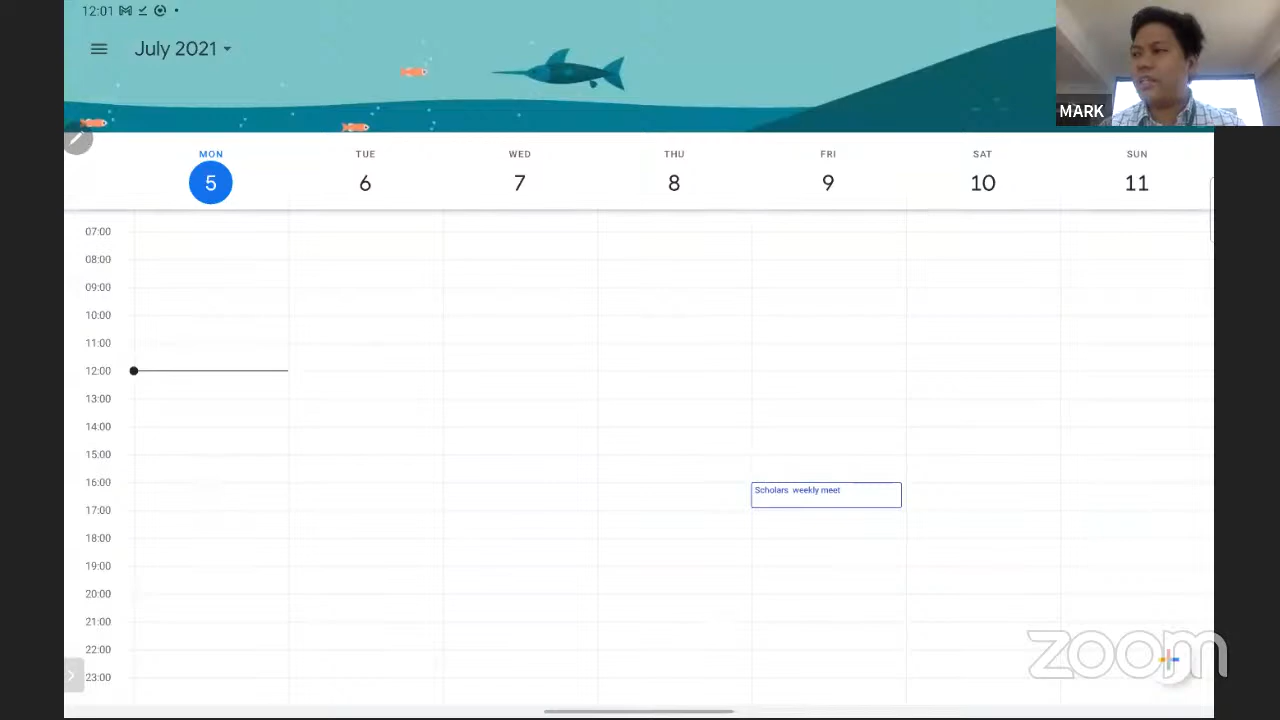 12:01
July 2021
MARK
MON TUE WED THU FRI SAT SUN
5 6 7 8 9 10 11
07:00
08:00
09:00
10:00
11:00
12:00
13:00
14:00
15:00
16:00 Scholars weekly meet
17:00
18:00
19:00
20:00
21:00
22:00
23:00
zoom